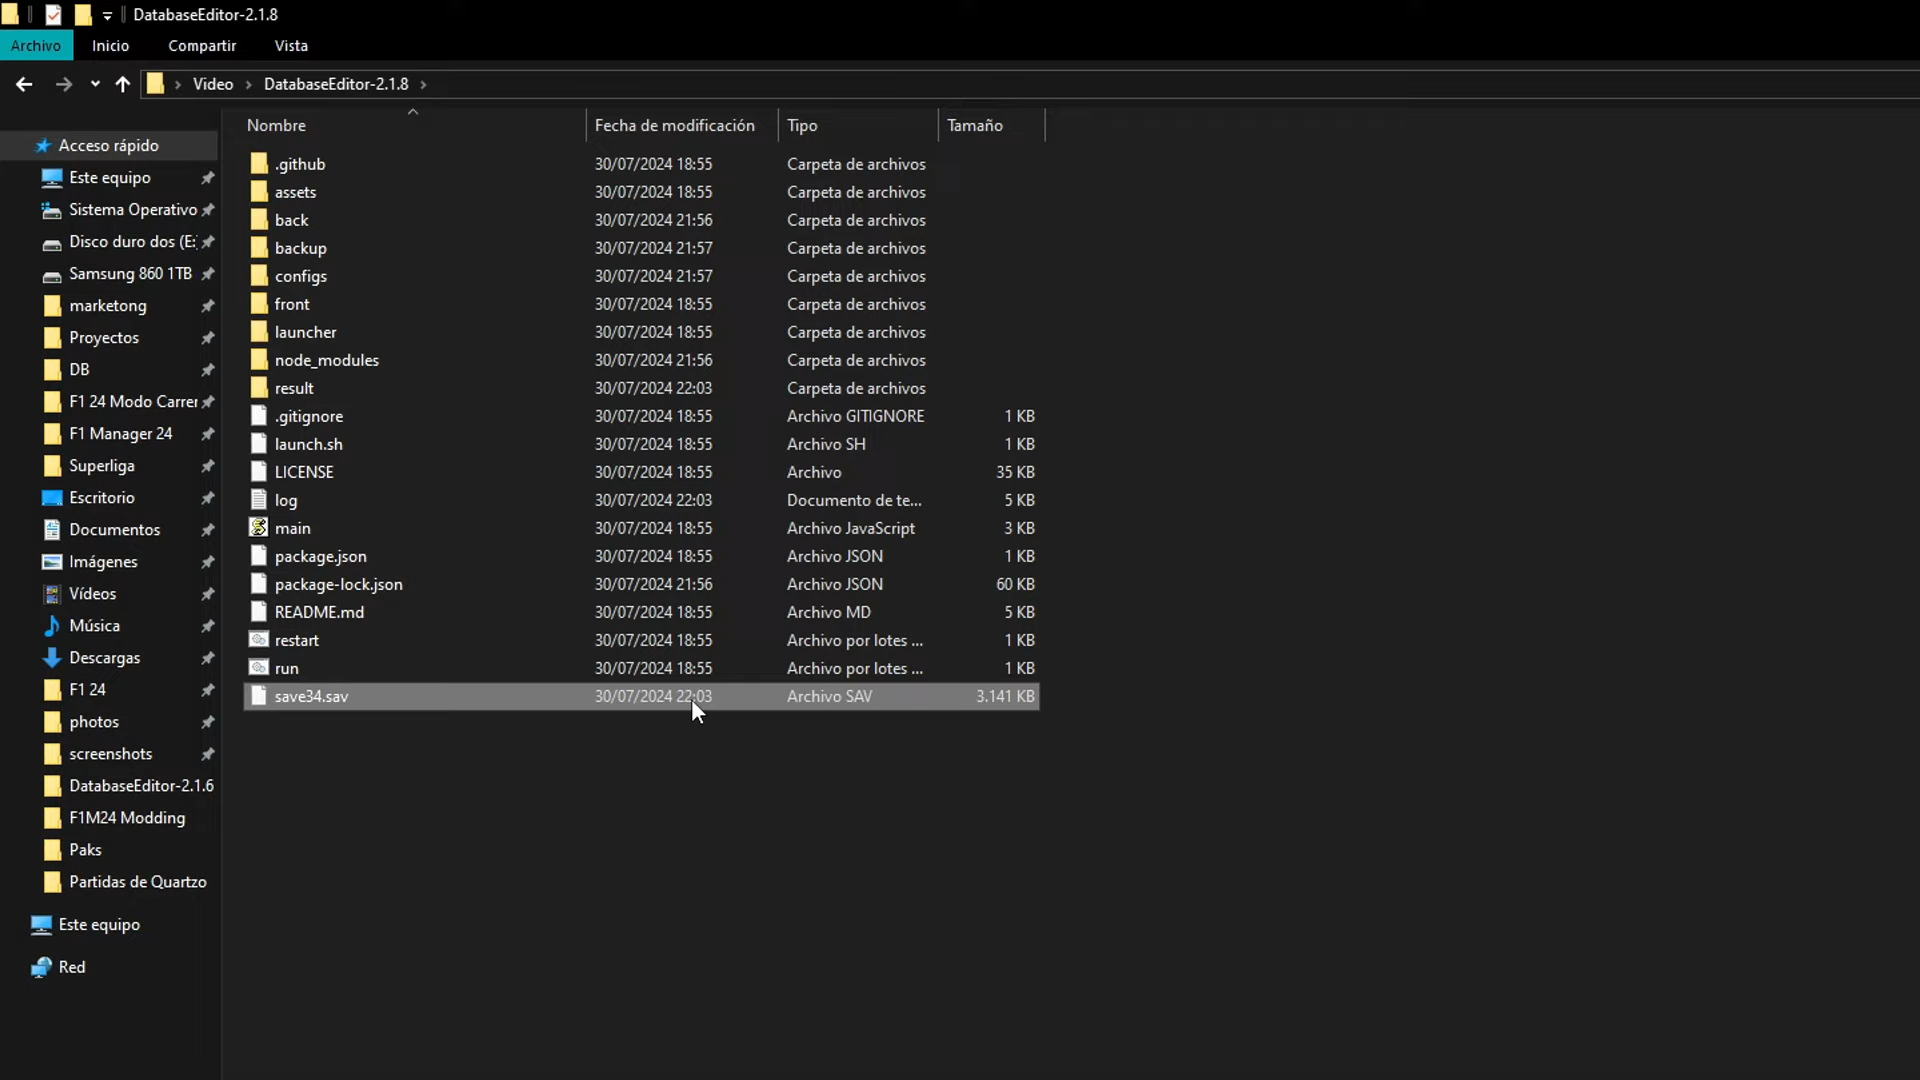 DatabaseEditor-2.1.8
Archivo Inicio Compartir Vista
Video DatabaseEditor-2.1.8
Nombre Fecha de modificación Tipo Tamaño
Acceso rápido
Este equipo
Sistema Operativo
Disco duro dos (E:
Samsung 860 1TB
marketong
Proyectos
DB
F1 24 Modo Carrer
F1 Manager 24
Superliga
Escritorio
Documentos
Imágenes
Vídeos
Música
Descargas
F1 24
photos
screenshots
DatabaseEditor-2.1.6
F1M24 Modding
Paks
Partidas de Quartzo
Este equipo
Red
.github 30/07/2024 18:55 Carpeta de archivos
assets 30/07/2024 18:55 Carpeta de archivos
back 30/07/2024 21:56 Carpeta de archivos
backup 30/07/2024 21:57 Carpeta de archivos
configs 30/07/2024 21:57 Carpeta de archivos
front 30/07/2024 18:55 Carpeta de archivos
launcher 30/07/2024 18:55 Carpeta de archivos
node_modules 30/07/2024 21:56 Carpeta de archivos
result 30/07/2024 22:03 Carpeta de archivos
.gitignore 30/07/2024 18:55 Archivo GITIGNORE 1 KB
launch.sh 30/07/2024 18:55 Archivo SH 1 KB
LICENSE 30/07/2024 18:55 Archivo 35 KB
log 30/07/2024 22:03 Documento de te... 5 KB
main 30/07/2024 18:55 Archivo JavaScript 3 KB
package.json 30/07/2024 18:55 Archivo JSON 1 KB
package-lock.json 30/07/2024 21:56 Archivo JSON 60 KB
README.md 30/07/2024 18:55 Archivo MD 5 KB
restart 30/07/2024 18:55 Archivo por lotes ... 1 KB
run 30/07/2024 18:55 Archivo por lotes ... 1 KB
save34.sav 30/07/2024 22:03 Archivo SAV 3.141 KB